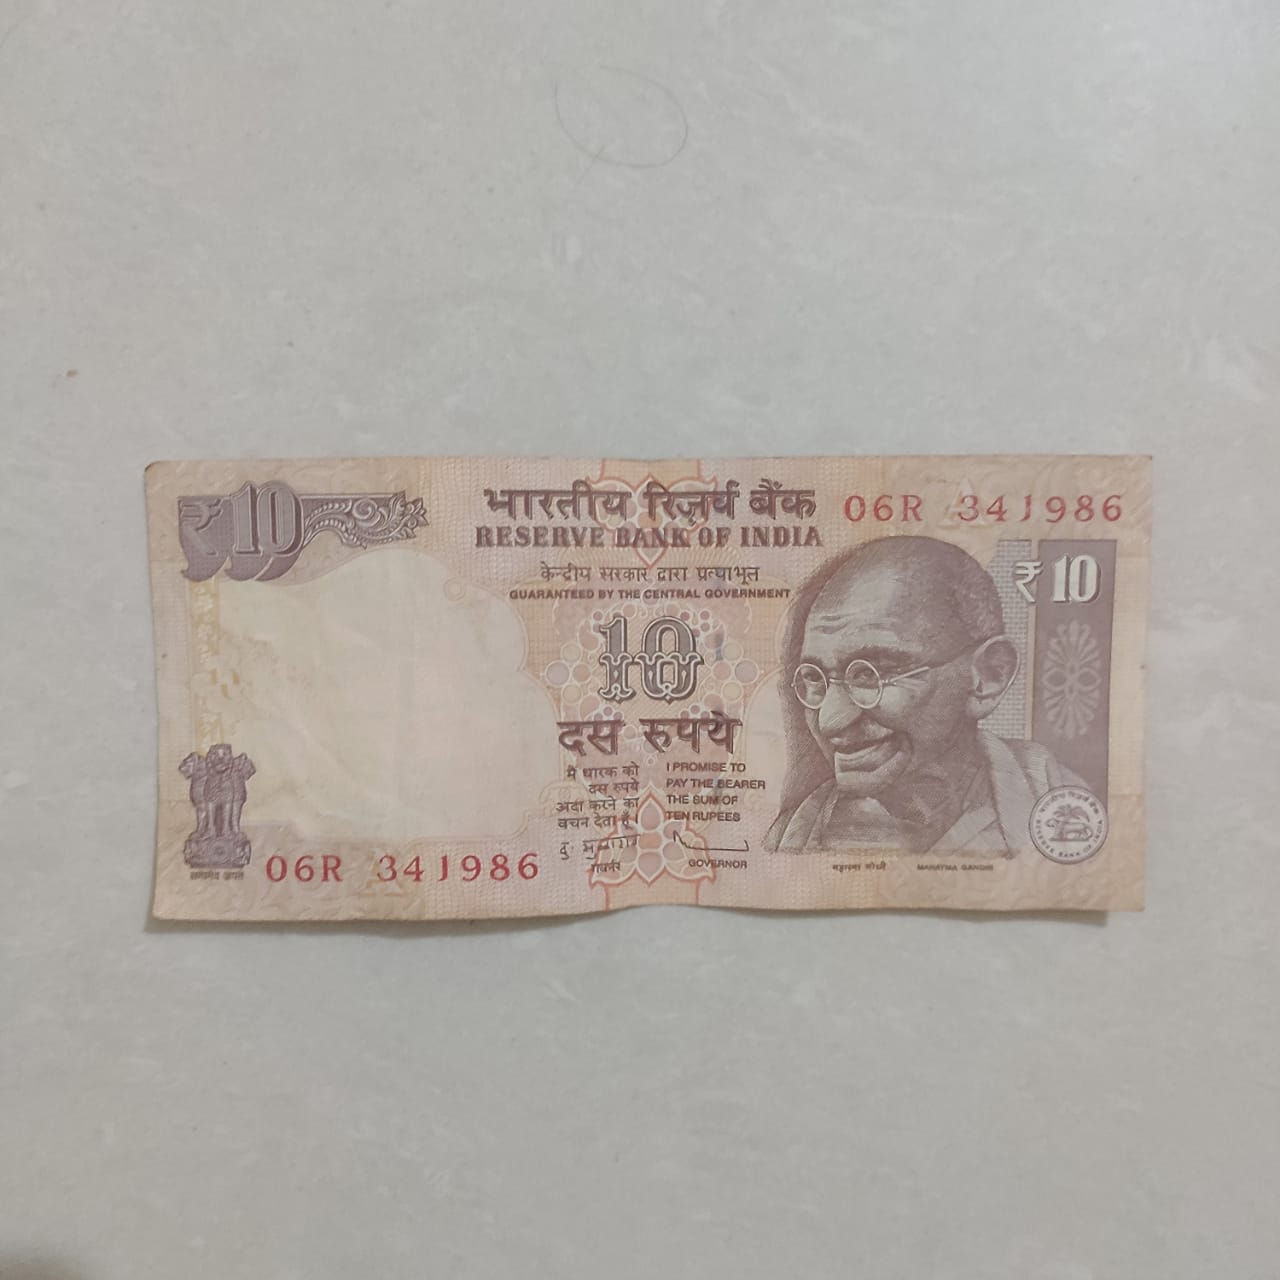 ₹10
भारतीय रिज़र्व बैंक
RESERVE BANK OF INDIA
06R 341986
केन्द्रीय सरकार द्वारा प्रत्याभूत
GUARANTEED BY THE CENTRAL GOVERNMENT
₹10
10
दस रुपये
मैं धारक को
दस रुपये
अदा करने का
वचन देता हूँ।
I PROMISE TO
PAY THE BEARER
THE SUM OF
TEN RUPEES
गवर्नर
GOVERNOR
सत्यमेव जयते
06R 341986
महात्मा गाँधी
MAHATMA GANDHI
भारतीय रिज़र्व बैंक
RESERVE BANK OF INDIA